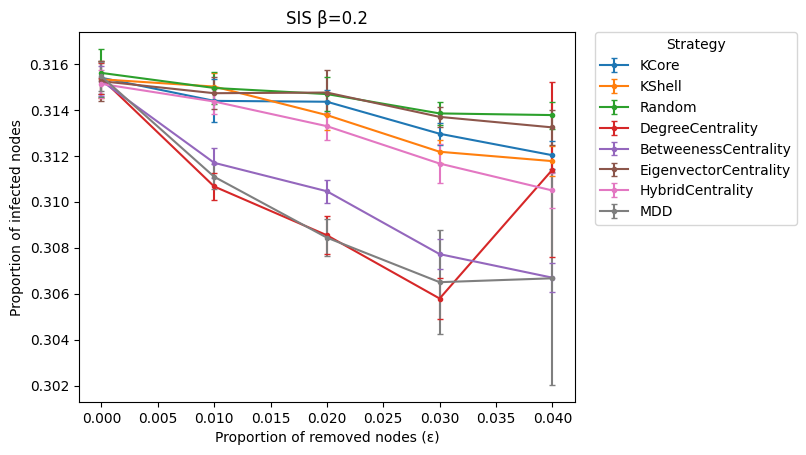 SIS β=0.2
Proportion of infected nodes
0.316
0.314
0.312
0.310
0.308
0.306
0.304
0.302
0.000
0.005
0.010
0.015
0.020
0.025
0.030
0.035
0.040
Proportion of removed nodes (ε)
Strategy
KCore
KShell
Random
DegreeCentrality
BetweenessCentrality
EigenvectorCentrality
HybridCentrality
MDD